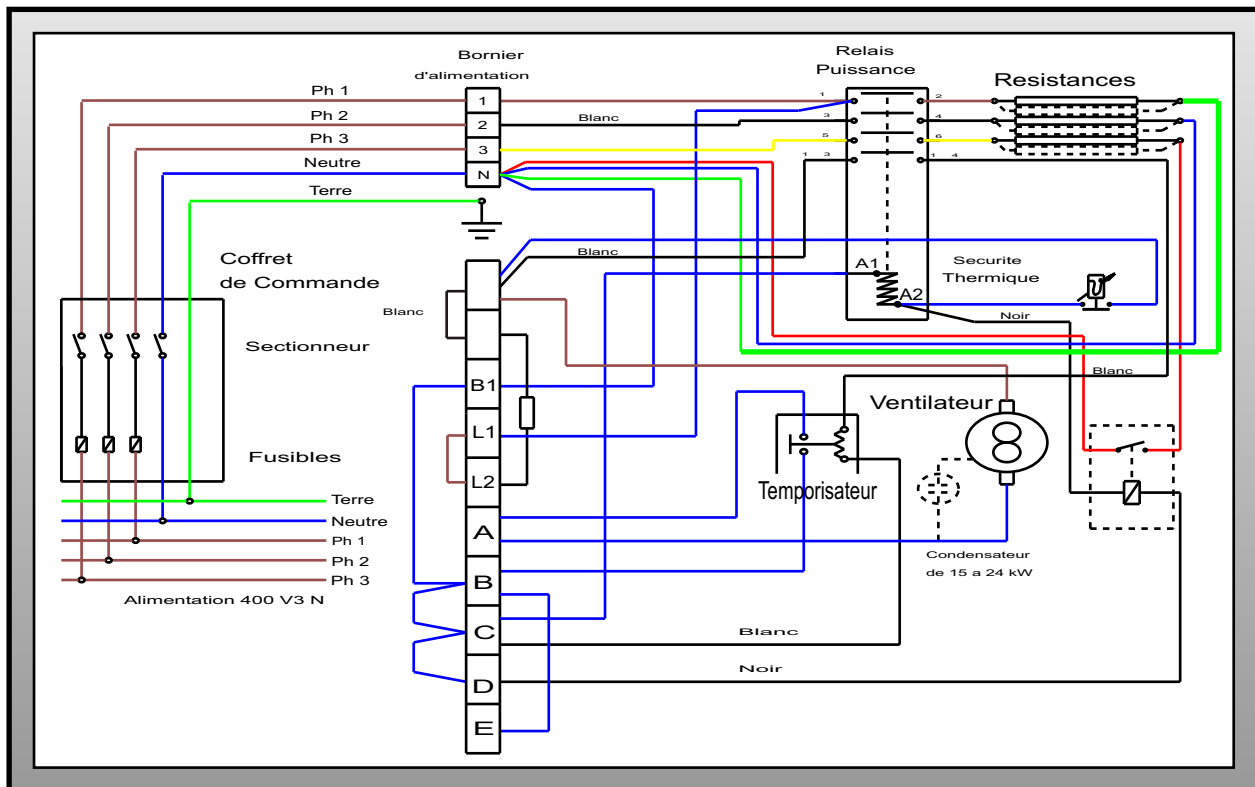 Bornier
d'alimentation
Relais
Puissance
Resistances
Ph 1
1
1
2
Ph 2
2
Blanc
3
4
Ph 3
3
5
6
Neutre
N
1 3
1 4
Terre
Coffret
de Commande
Blanc
A1
A2
Securite
Thermique
Blanc
Noir
Sectionneur
Blanc
B1
Ventilateur
L1
Fusibles
L2
Temporisateur
Terre
Neutre
A
Ph 1
Ph 2
Condensateur
de 15 a 24 kW
Ph 3
B
Alimentation 400 V3 N
C
Blanc
D
Noir
E